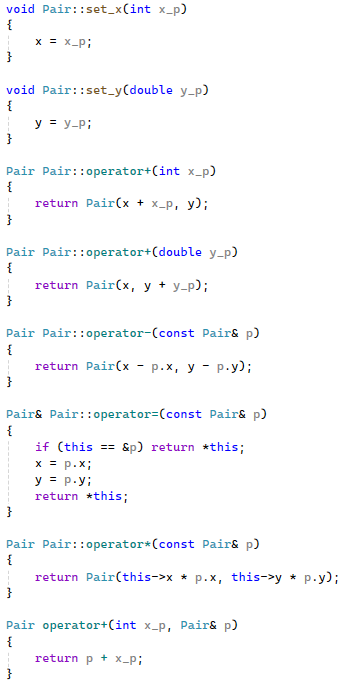 void Pair::set_x(int x_p)
{
    x = x_p;
}

void Pair::set_y(double y_p)
{
    y = y_p;
}

Pair Pair::operator+(int x_p)
{
    return Pair(x + x_p, y);
}

Pair Pair::operator+(double y_p)
{
    return Pair(x, y + y_p);
}

Pair Pair::operator-(const Pair& p)
{
    return Pair(x - p.x, y - p.y);
}

Pair& Pair::operator=(const Pair& p)
{
    if (this == &p) return *this;
    x = p.x;
    y = p.y;
    return *this;
}

Pair Pair::operator*(const Pair& p)
{
    return Pair(this->x * p.x, this->y * p.y);
}

Pair operator+(int x_p, Pair& p)
{
    return p + x_p;
}